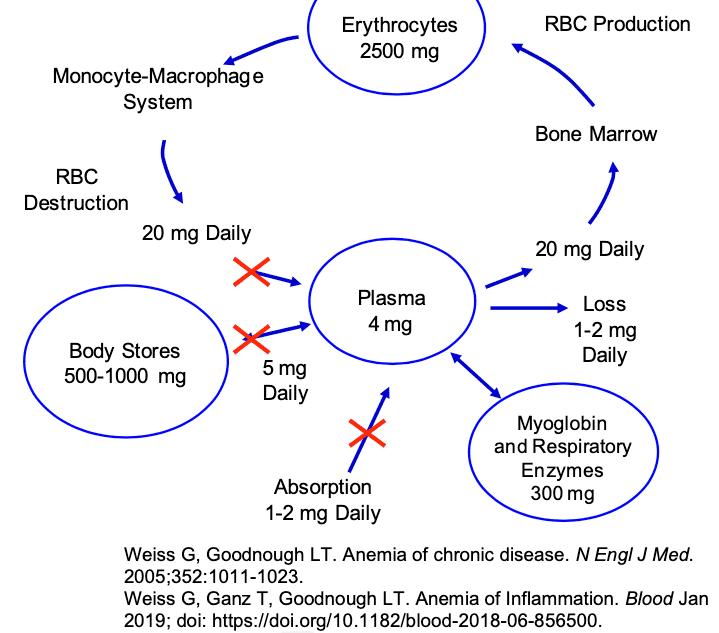 Erythrocytes
2500 mg
RBC Production
Monocyte-Macrophage
System
Bone Marrow
RBC
Destruction
20 mg Daily
20 mg Daily
Plasma
4 mg
Loss
1-2 mg
Daily
Body Stores
500-1000 mg
5 mg
Daily
Myoglobin
and Respiratory
Enzymes
300 mg
Absorption
1-2 mg Daily
Weiss G, Goodnough LT. Anemia of chronic disease. N Engl J Med.
2005;352:1011-1023.
Weiss G, Ganz T, Goodnough LT. Anemia of Inflammation. Blood Jan
2019; doi: https://doi.org/10.1182/blood-2018-06-856500.